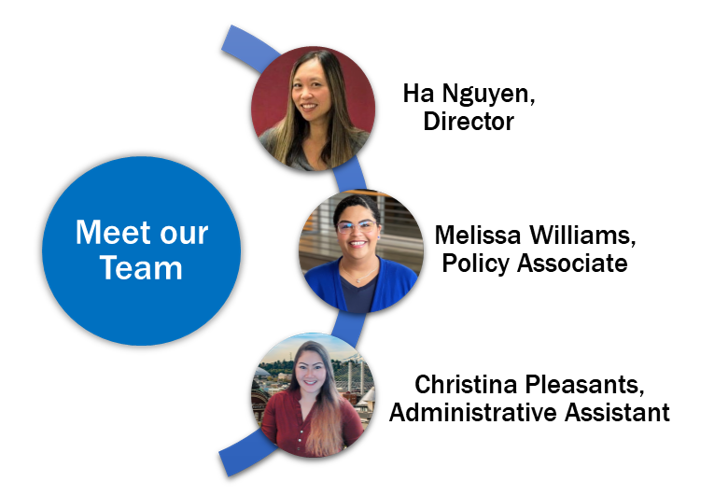 Meet our
Team
Ha Nguyen,
Director
Melissa Williams,
Policy Associate
Christina Pleasants,
Administrative Assistant